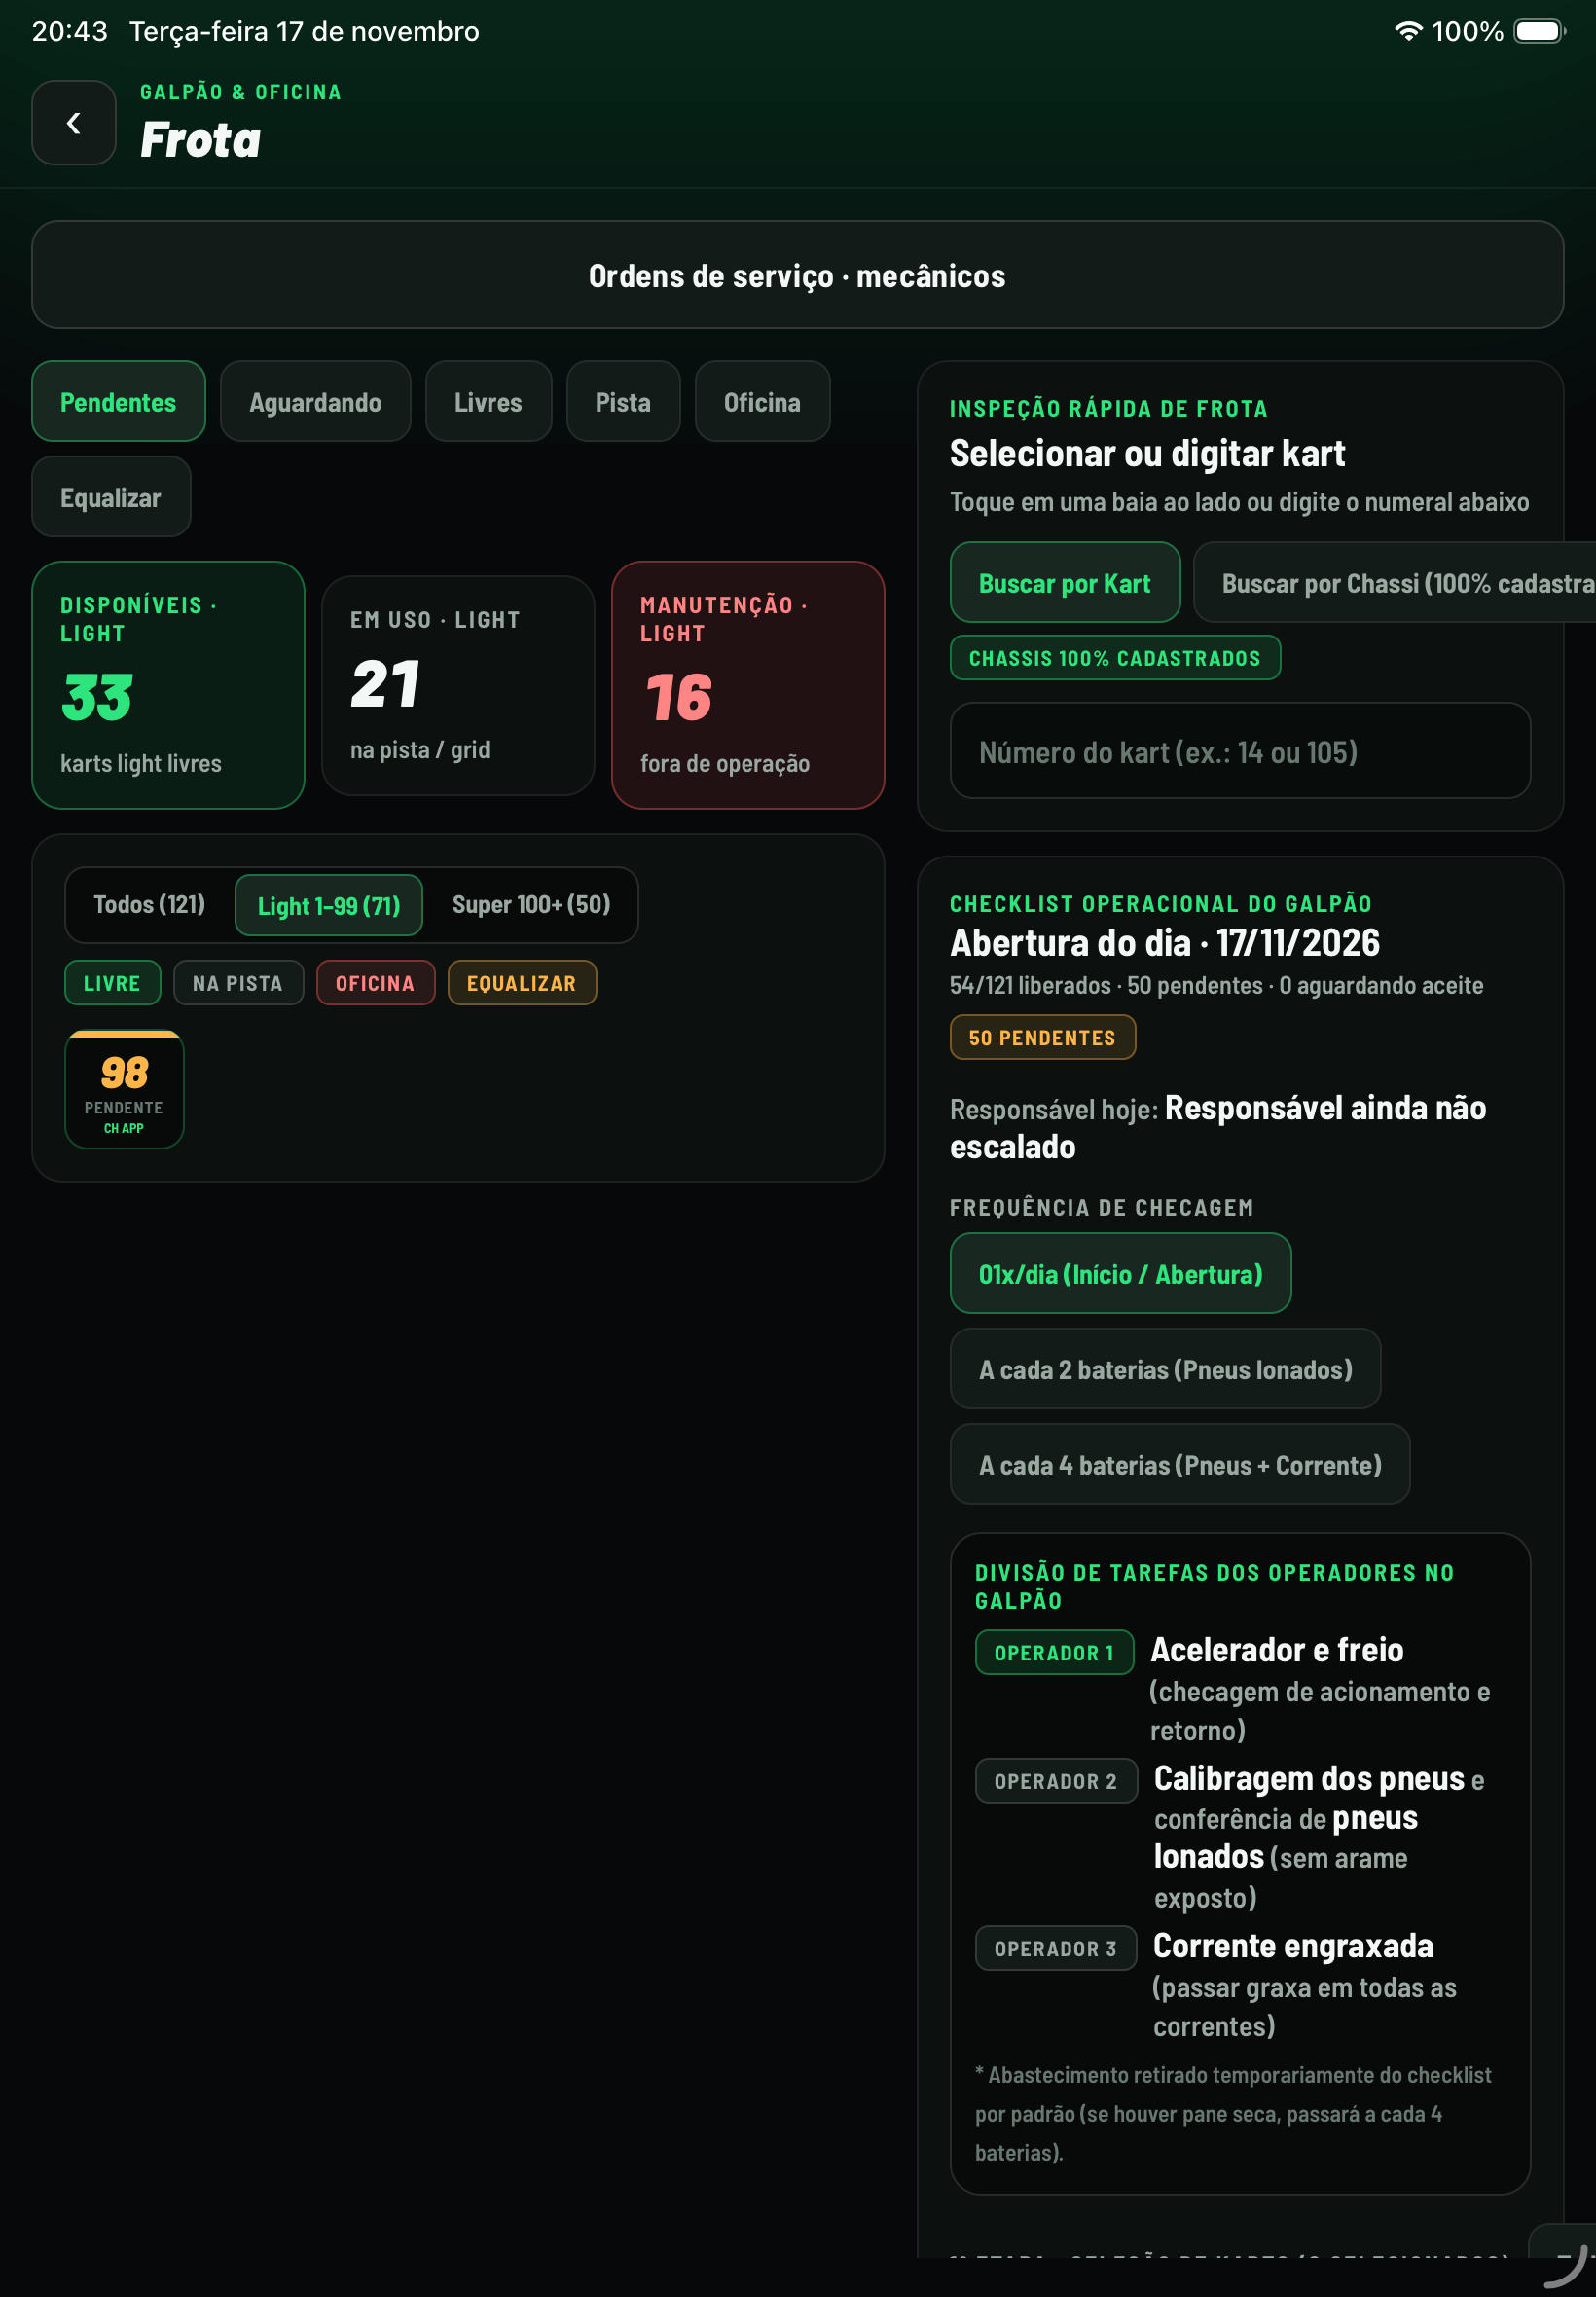 20:43 Terça-feira 17 de novembro
100%
GALPÃO & OFICINA
Frota
Ordens de serviço · mecânicos
Pendentes
Aguardando
Livres
Pista
Oficina
Equalizar
DISPONÍVEIS ·
LIGHT
33
karts light livres
EM USO · LIGHT
21
na pista / grid
MANUTENÇÃO ·
LIGHT
16
fora de operação
Todos (121)
Light 1–99 (71)
Super 100+ (50)
LIVRE
NA PISTA
OFICINA
EQUALIZAR
98
PENDENTE
CH APP
INSPEÇÃO RÁPIDA DE FROTA
Selecionar ou digitar kart
Toque em uma baia ao lado ou digite o numeral abaixo
Buscar por Kart
Buscar por Chassi (100% cadastra
CHASSIS 100% CADASTRADOS
Número do kart (ex.: 14 ou 105)
CHECKLIST OPERACIONAL DO GALPÃO
Abertura do dia · 17/11/2026
54/121 liberados · 50 pendentes · 0 aguardando aceite
50 PENDENTES
Responsável hoje: Responsável ainda não
escalado
FREQUÊNCIA DE CHECAGEM
01x/dia (Início / Abertura)
A cada 2 baterias (Pneus lonados)
A cada 4 baterias (Pneus + Corrente)
DIVISÃO DE TAREFAS DOS OPERADORES NO
GALPÃO
OPERADOR 1
Acelerador e freio
(checagem de acionamento e
retorno)
OPERADOR 2
Calibragem dos pneus e
conferência de pneus
lonados (sem arame
exposto)
OPERADOR 3
Corrente engraxada
(passar graxa em todas as
correntes)
* Abastecimento retirado temporariamente do checklist
por padrão (se houver pane seca, passará a cada 4
baterias).